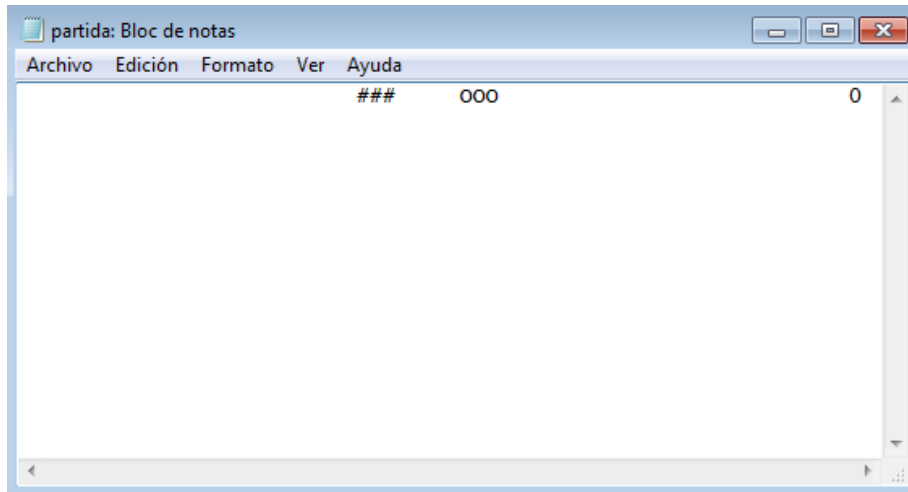 partida: Bloc de notas
Archivo Edición Formato Ver Ayuda
### OOO 0